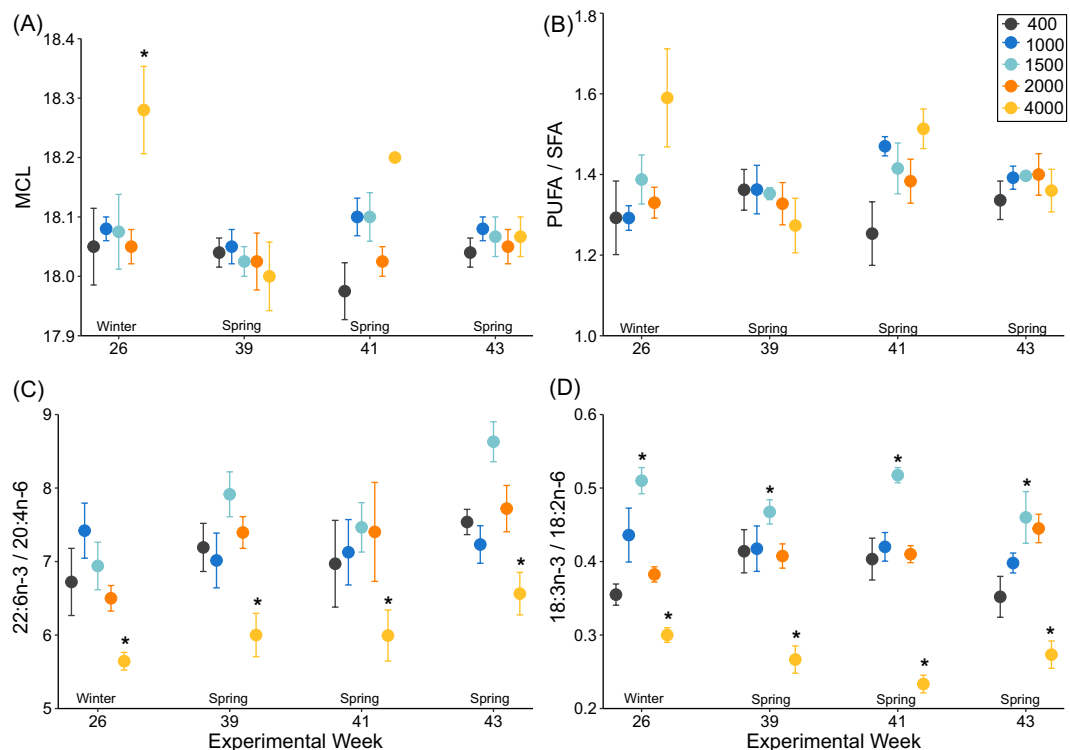 (A)
MCL
18.4
18.3
18.2
18.1
18.0
17.9
*
Winter
Spring
Spring
Spring
26
39
41
43
(B)
PUFA / SFA
1.8
1.6
1.4
1.2
1.0
400
1000
1500
2000
4000
Winter
Spring
Spring
Spring
26
39
41
43
(C)
22:6n-3 / 20:4n-6
9
8
7
6
5
*
*
*
*
Winter
Spring
Spring
Spring
26
39
41
43
Experimental Week
(D)
18:3n-3 / 18:2n-6
0.6
0.5
0.4
0.3
0.2
*
*
*
*
*
*
*
*
Winter
Spring
Spring
Spring
26
39
41
43
Experimental Week